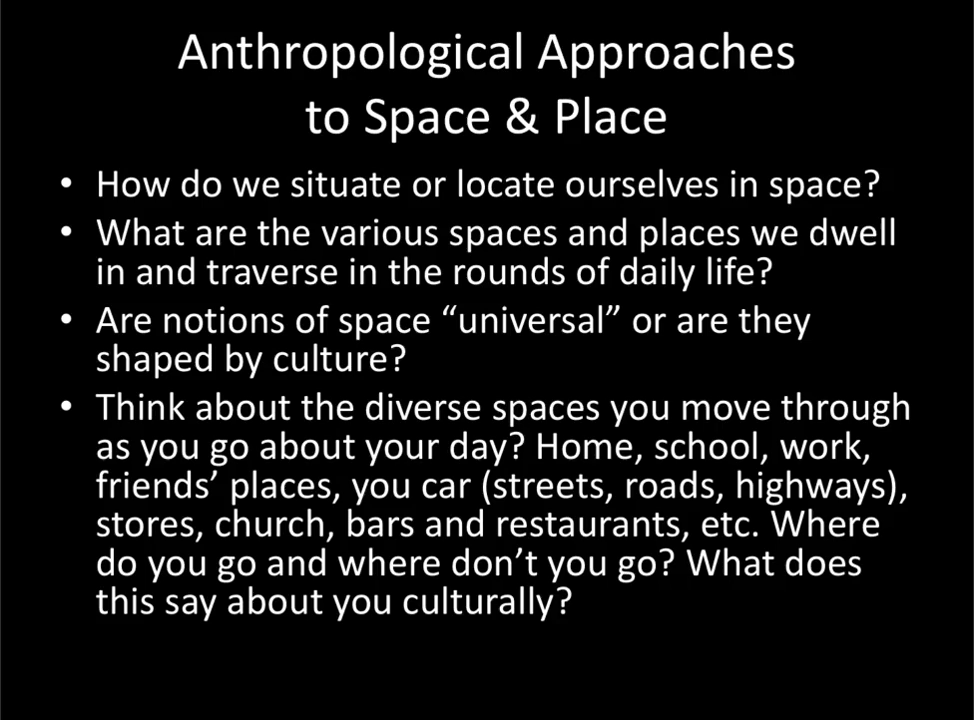 Anthropological Approaches
to Space & Place
• How do we situate or locate ourselves in space?
• What are the various spaces and places we dwell
in and traverse in the rounds of daily life?
• Are notions of space “universal” or are they
shaped by culture?
• Think about the diverse spaces you move through
as you go about your day? Home, school, work,
friends’ places, you car (streets, roads, highways),
stores, church, bars and restaurants, etc. Where
do you go and where don’t you go? What does
this say about you culturally?